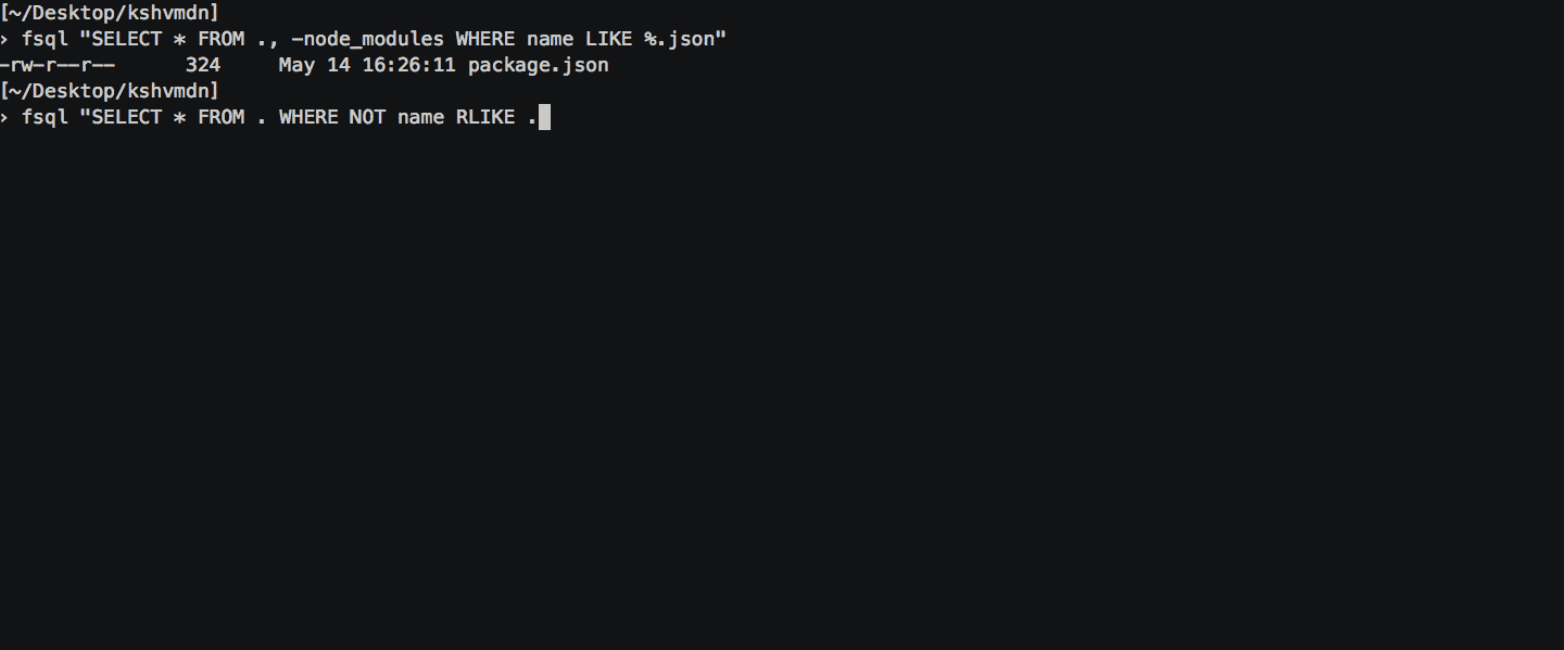 [~/Desktop/kshvmdn]
› fsql "SELECT * FROM ., -node_modules WHERE name LIKE %.json"
-rw-r--r-- 324 May 14 16:26:11 package.json
[~/Desktop/kshvmdn]
› fsql "SELECT * FROM . WHERE NOT name RLIKE .